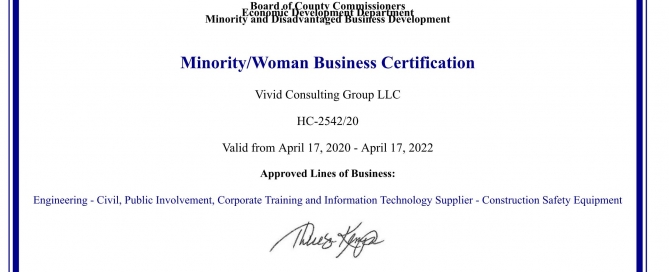 Board of County Commissioners
Economic Development Department
Minority and Disadvantaged Business Development
Minority/Woman Business Certification
Vivid Consulting Group LLC
HC-2542/20
Valid from April 17, 2020 - April 17, 2022
Approved Lines of Business:
Engineering - Civil, Public Involvement, Corporate Training and Information Technology Supplier - Construction Safety Equipment